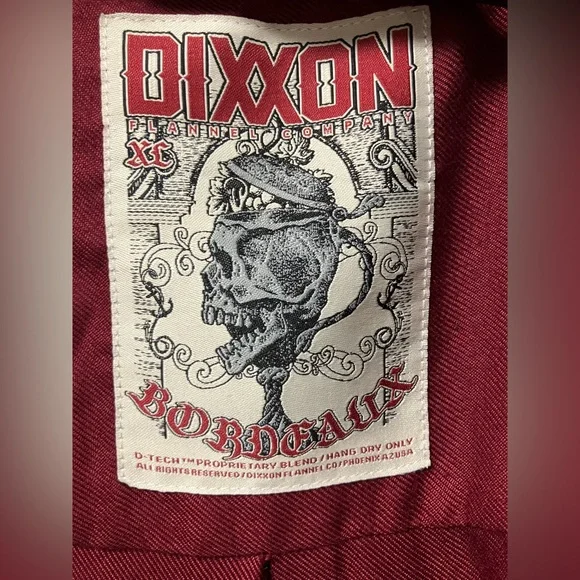 DIXXON
FLANNEL COMPANY
XL
BORDEAUX
D-TECH™ PROPRIETARY BLEND / HANG DRY ONLY
ALL RIGHTS RESERVED / DIXXON FLANNEL CO / PHOENIX AZ USA